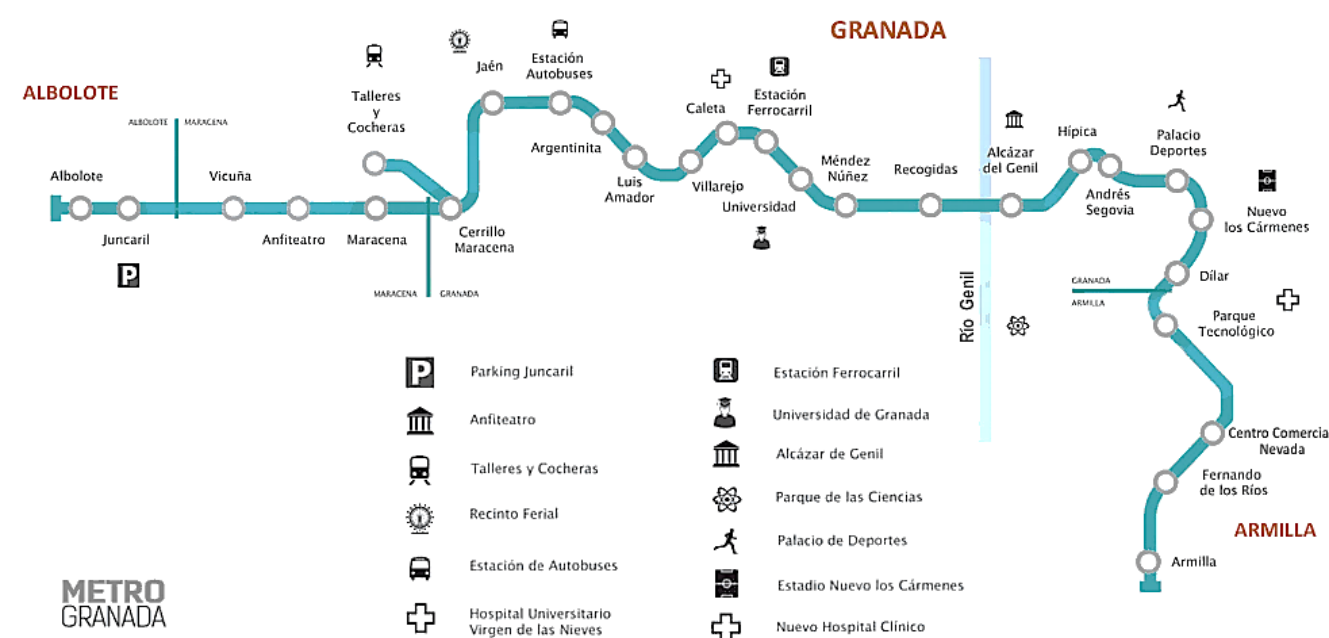 GRANADA
ALBOLOTE
Talleres
y
Cocheras
Jaén
Estación
Autobuses
Argentinita
Luis
Amador
Caleta
Villarejo
Estación
Ferrocarril
Universidad
Méndez
Núñez
Recogidas
Alcázar
del Genil
Hípica
Andrés
Segovia
Palacio
Deportes
Nuevo
los Cármenes
Dílar
ALBOLOTE
MARACENA
Albolote
Juncaril
Vicuña
Anfiteatro
Maracena
Cerrillo
Maracena
MARACENA
GRANADA
Río Genil
GRANADA
ARMILLA
Parque
Tecnológico
Centro Comercia
Nevada
Fernando
de los Ríos
ARMILLA
Armilla
P
P
Parking Juncaril
Anfiteatro
Talleres y Cocheras
Recinto Ferial
Estación de Autobuses
Hospital Universitario
Virgen de las Nieves
Estación Ferrocarril
Universidad de Granada
Alcázar de Genil
Parque de las Ciencias
Palacio de Deportes
Estadio Nuevo los Cármenes
Nuevo Hospital Clínico
METRO
GRANADA